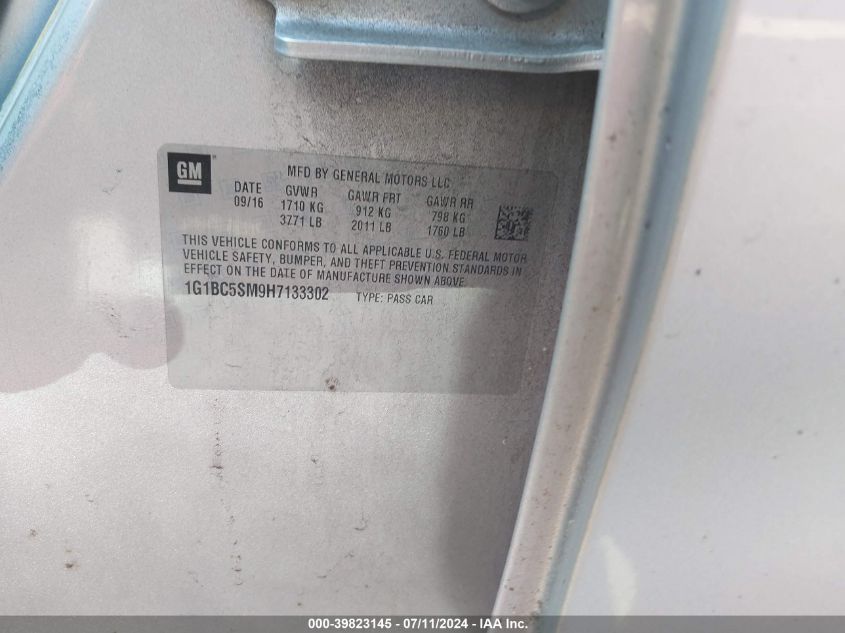 GM
MFD BY GENERAL MOTORS LLC
DATE GVWR GAWR FRT GAWR RR
09/16 1710 KG 912 KG 798 KG
3771 LB 2011 LB 1760 LB
THIS VEHICLE CONFORMS TO ALL APPLICABLE U.S. FEDERAL MOTOR
VEHICLE SAFETY, BUMPER, AND THEFT PREVENTION STANDARDS IN
EFFECT ON THE DATE OF MANUFACTURE SHOWN ABOVE.
1G1BC5SM9H7133302 TYPE: PASS CAR
000-39823145 - 07/11/2024 - IAA Inc.